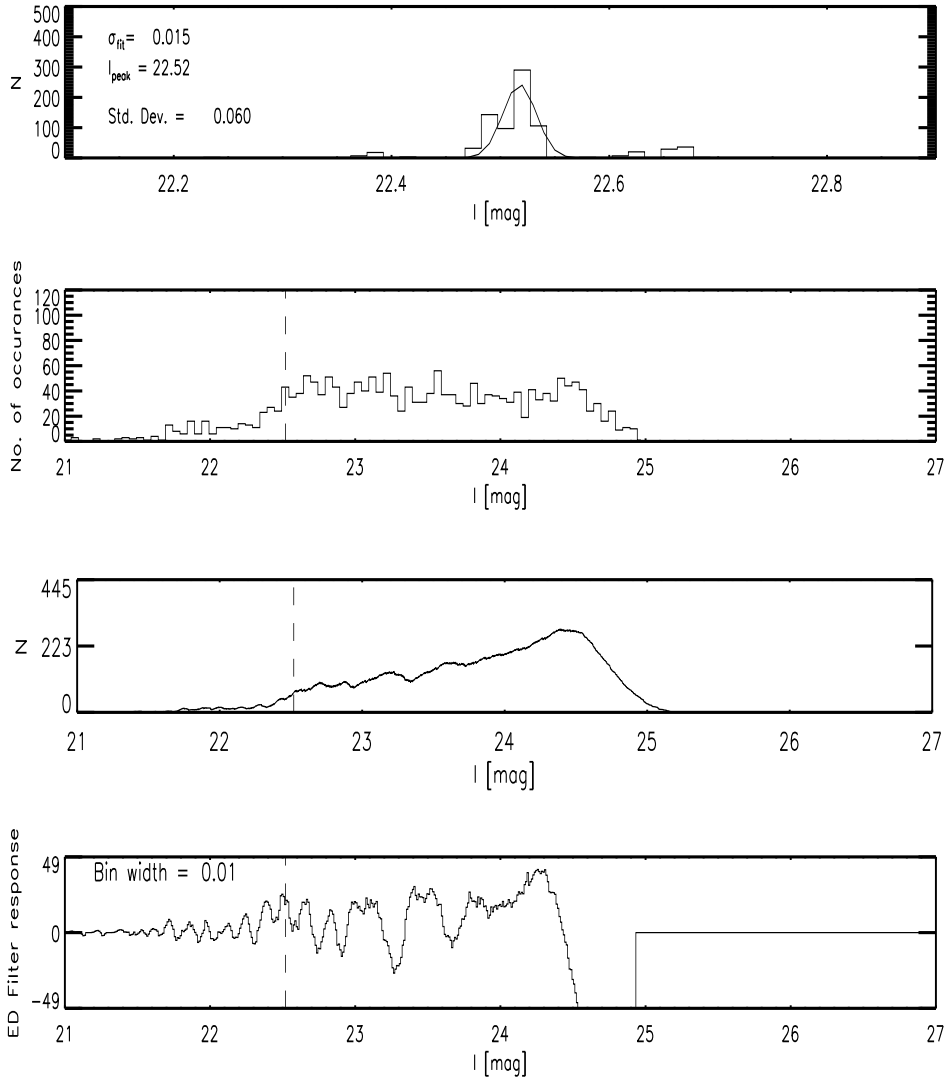 500
400
300
200
100
0
N
σfit= 0.015
Ipeak = 22.52
Std. Dev. = 0.060
22.2 22.4 22.6 22.8
I [mag]
120
100
80
60
40
20
0
No. of occurances
21 22 23 24 25 26 27
I [mag]
445
223
0
N
21 22 23 24 25 26 27
I [mag]
49
0
-49
ED Filter response
Bin width = 0.01
21 22 23 24 25 26 27
I [mag]